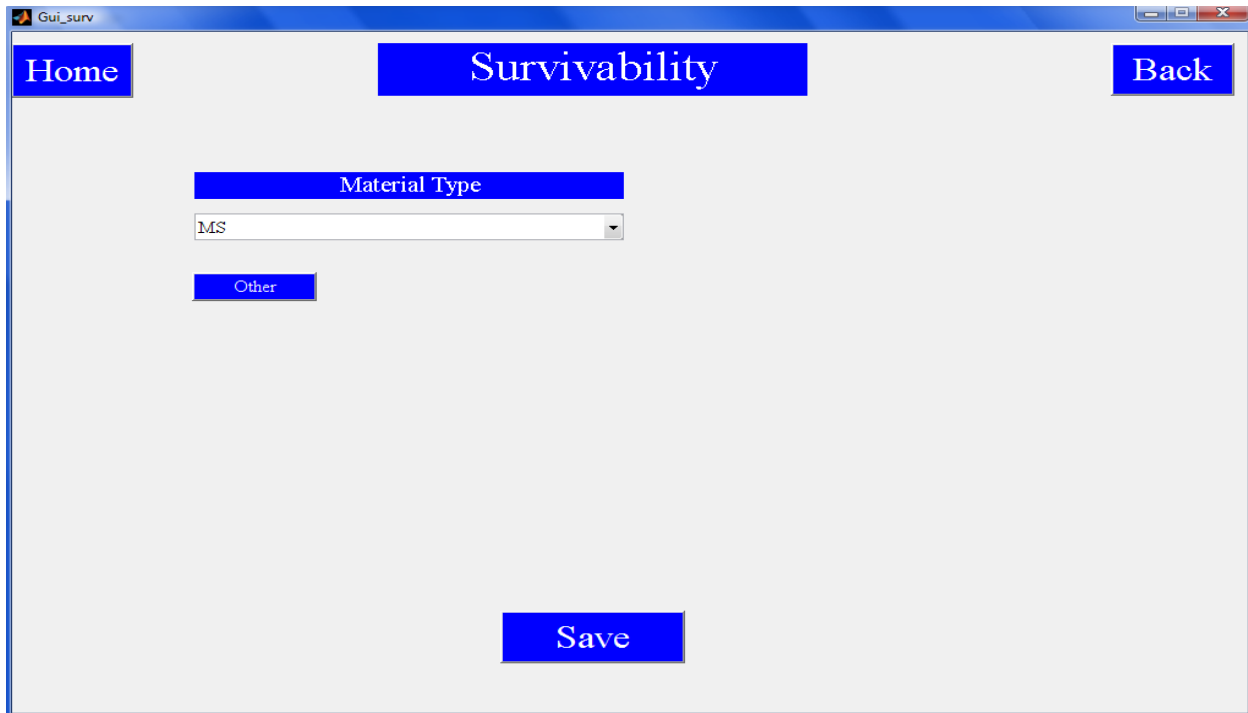 Gui_surv
Home
Survivability
Back
Material Type
MS
Other
Save